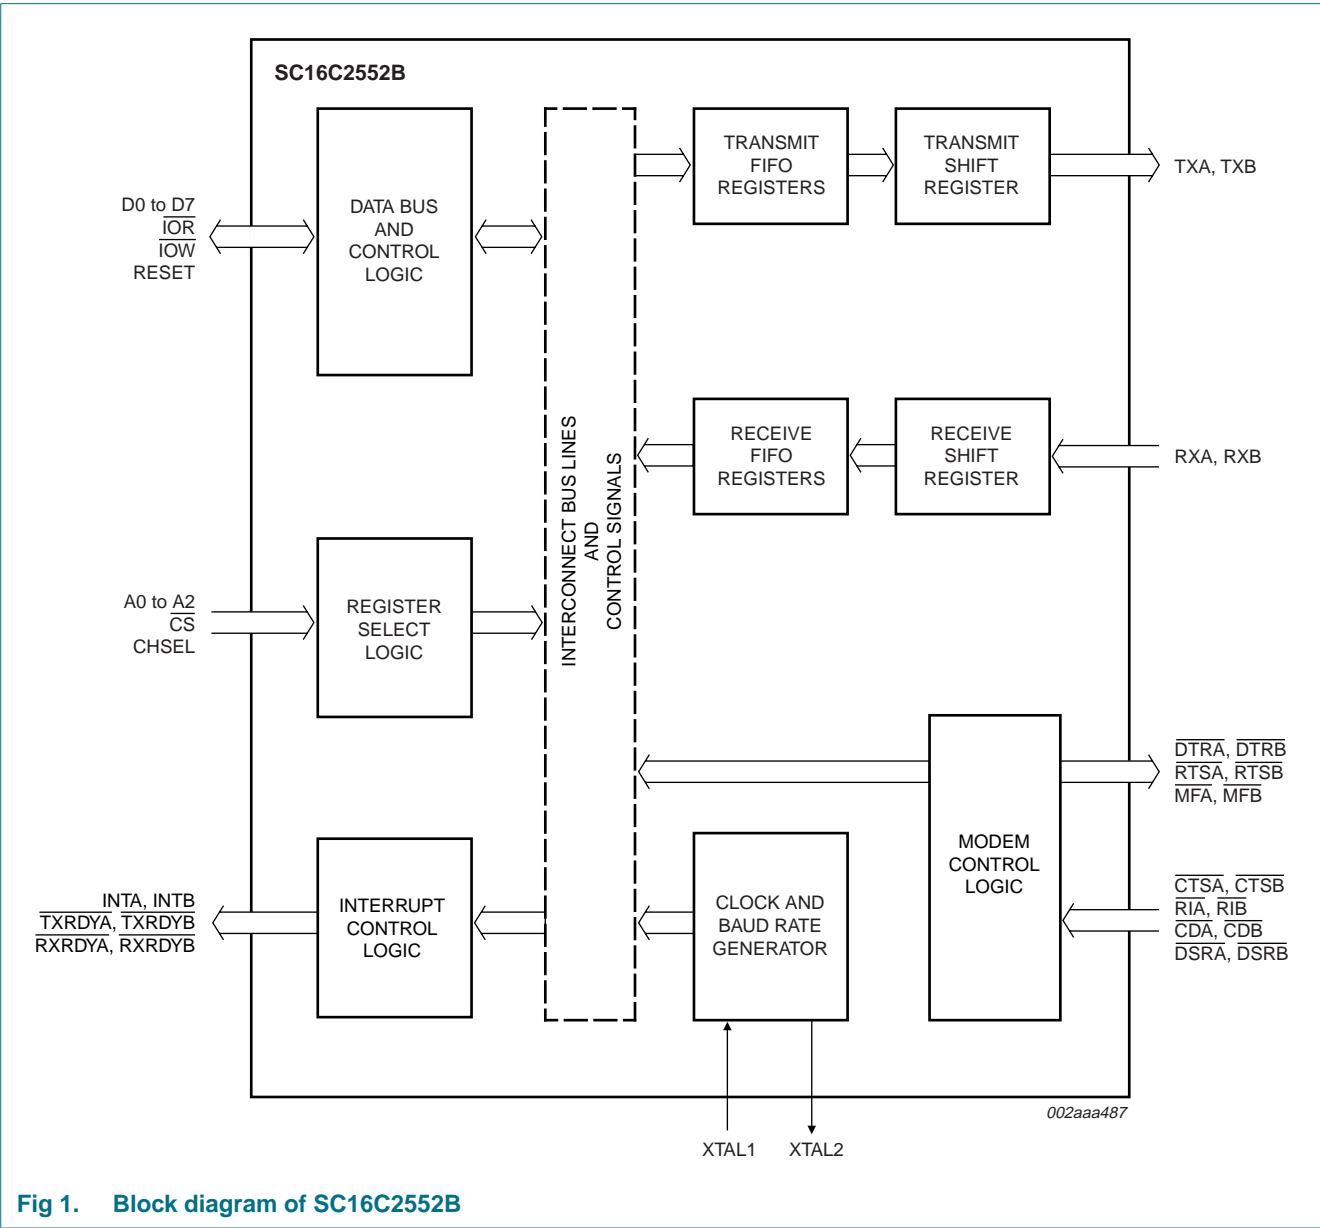 SC16C2552B
D0 to D7
IOR
IOW
RESET
DATA BUS
AND
CONTROL
LOGIC
TRANSMIT
FIFO
REGISTERS
TRANSMIT
SHIFT
REGISTER
TXA, TXB
INTERCONNECT BUS LINES
AND
CONTROL SIGNALS
RECEIVE
FIFO
REGISTERS
RECEIVE
SHIFT
REGISTER
RXA, RXB
A0 to A2
CS
CHSEL
REGISTER
SELECT
LOGIC
DTRA, DTRB
RTSA, RTSB
MFA, MFB
MODEM
CONTROL
LOGIC
CTSA, CTSB
RIA, RIB
CDA, CDB
DSRA, DSRB
INTA, INTB
TXRDYA, TXRDYB
RXRDYA, RXRDYB
INTERRUPT
CONTROL
LOGIC
CLOCK AND
BAUD RATE
GENERATOR
XTAL1
XTAL2
002aaa487
Fig 1. Block diagram of SC16C2552B